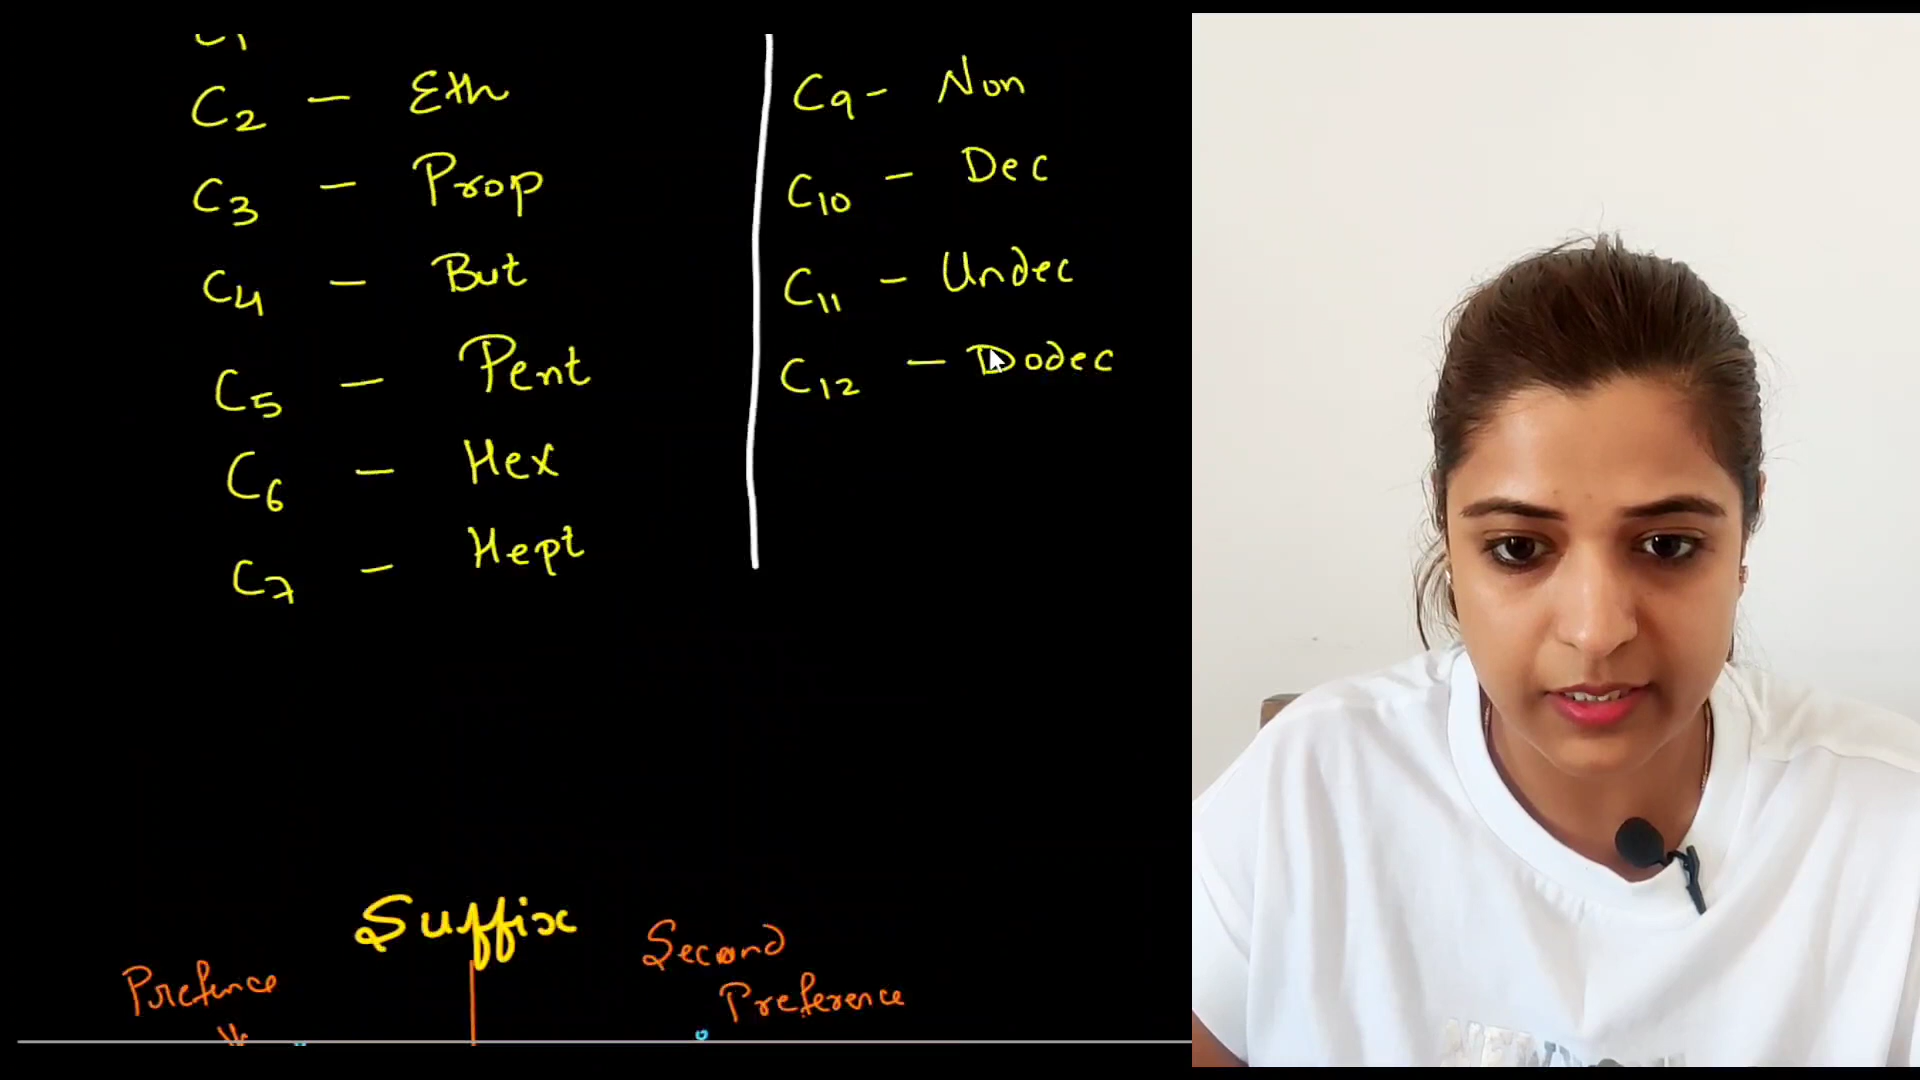 C1
C2 - Eth
C3 - Prop
C4 - But
C5 - Pent
C6 - Hex
C7 - Hept
C9 - Non
C10 - Dec
C11 - Undec
C12 - Dodec
Suffix
Prefence
Second
Preference